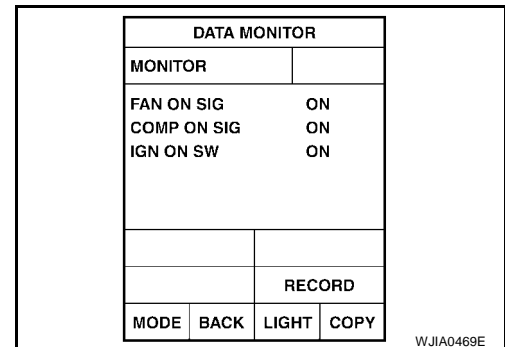 DATA MONITOR
MONITOR
FAN ON SIG ON
COMP ON SIG ON
IGN ON SW ON
RECORD
MODE BACK LIGHT COPY
WJIA0469E